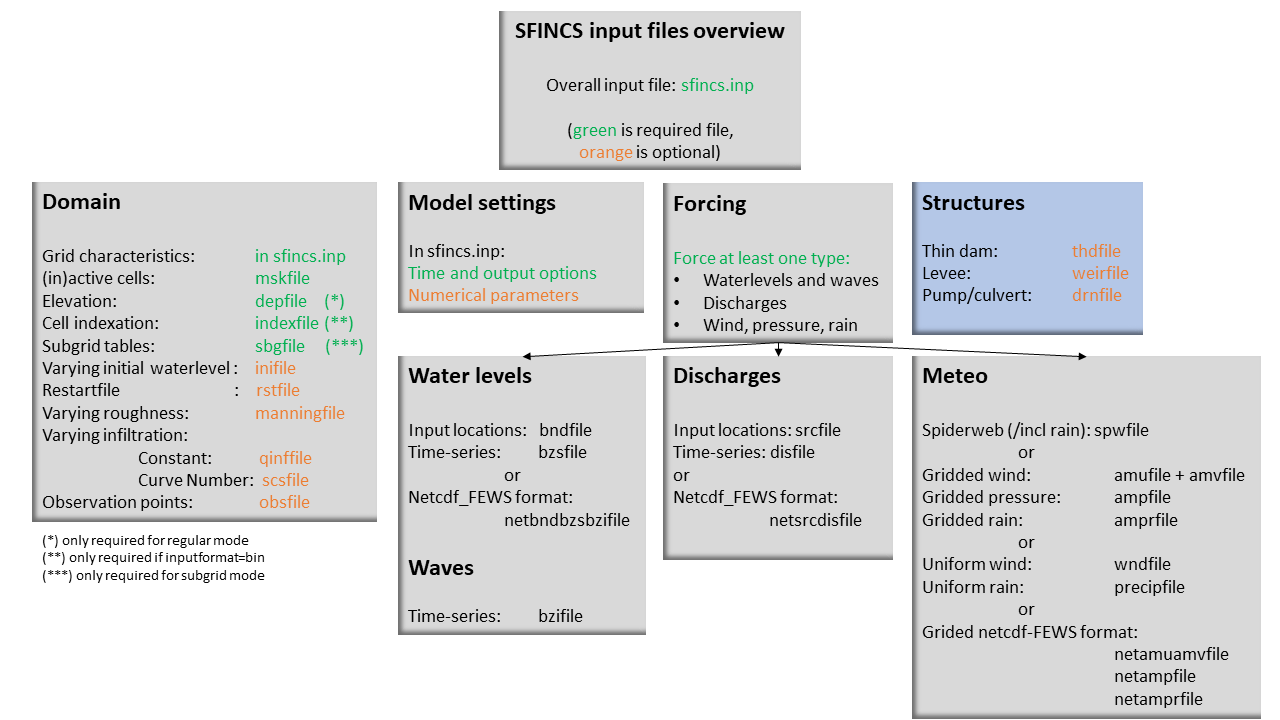 SFINCS input files overview
Overall input file: sfincs.inp
(green is required file,
orange is optional)
Domain
Grid characteristics: in sfincs.inp
(in)active cells: mskfile
Elevation: depfile (*)
Cell indexation: indexfile (**)
Subgrid tables: sbgfile (***)
Varying initial waterlevel : inifile
Restartfile : rstfile
Varying roughness: manningfile
Varying infiltration:
Constant: qinffile
Curve Number: scsfile
Observation points: obsfile
(*) only required for regular mode
(**) only required if inputformat=bin
(***) only required for subgrid mode
Model settings
In sfincs.inp:
Time and output options
Numerical parameters
Forcing
Force at least one type:
• Waterlevels and waves
• Discharges
• Wind, pressure, rain
Structures
Thin dam: thdfile
Levee: weirfile
Pump/culvert: drnfile
Water levels
Input locations: bndfile
Time-series: bzsfile
or
Netcdf_FEWS format:
netbndbzsbzifile
Waves
Time-series: bzifile
Discharges
Input locations: srcfile
Time-series: disfile
or
Netcdf_FEWS format:
netsrcdisfile
Meteo
Spiderweb (/incl rain): spwfile
or
Gridded wind: amufile + amvfile
Gridded pressure: ampfile
Gridded rain: amprfile
or
Uniform wind: wndfile
Uniform rain: precipfile
or
Grided netcdf-FEWS format:
netamuamvfile
netampfile
netamprfile